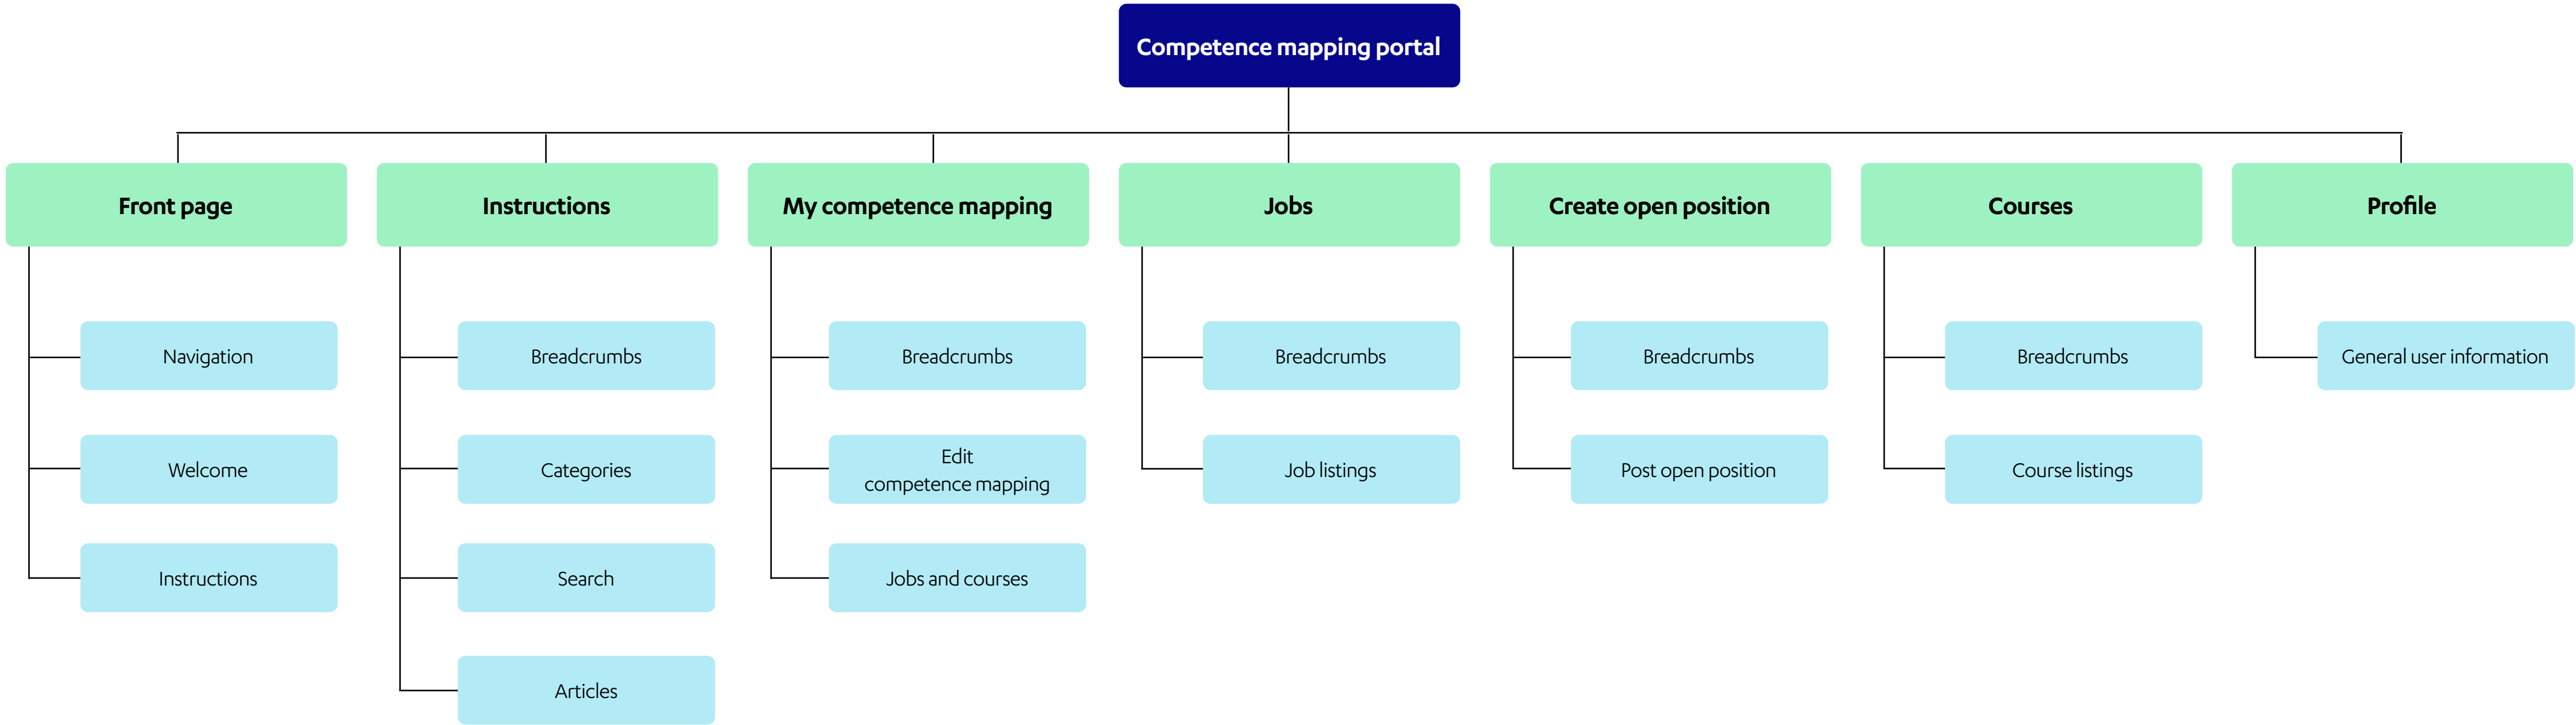 Competence mapping portal
Front page
Instructions
My competence mapping
Jobs
Create open position
Courses
Profile
Navigation
Breadcrumbs
Breadcrumbs
Breadcrumbs
Breadcrumbs
Breadcrumbs
General user information
Welcome
Categories
Edit
competence mapping
Job listings
Post open position
Course listings
Instructions
Search
Jobs and courses
Articles